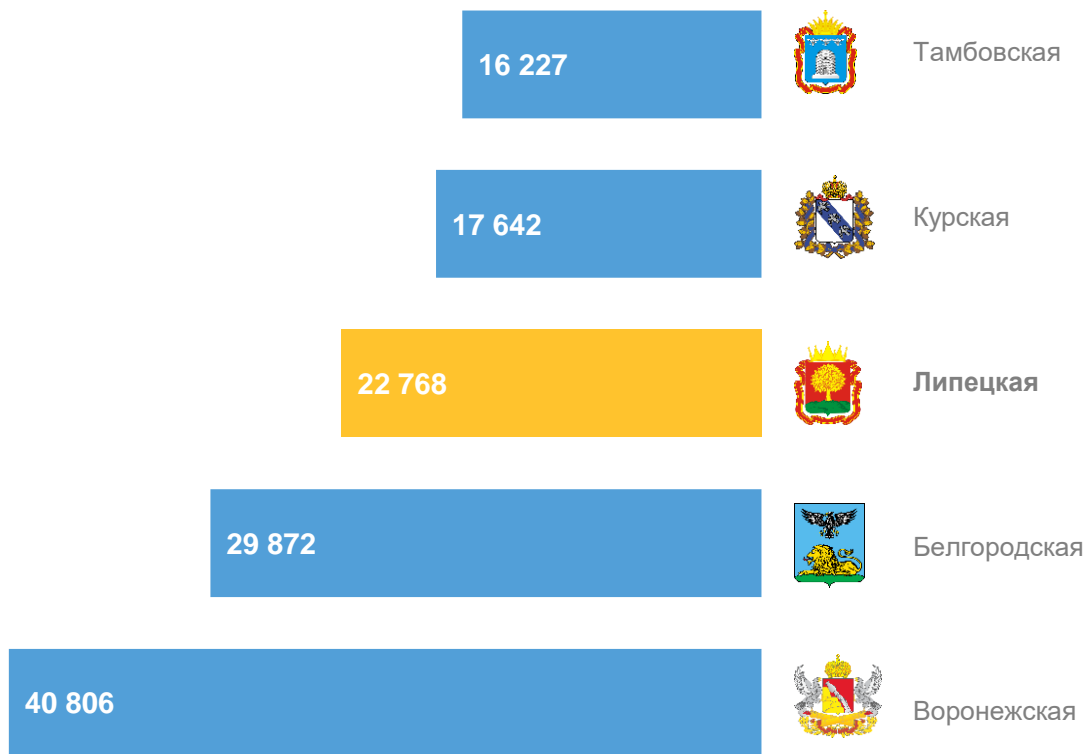 16 227
Тамбовская
17 642
Курская
22 768
Липецкая
29 872
Белгородская
40 806
Воронежская